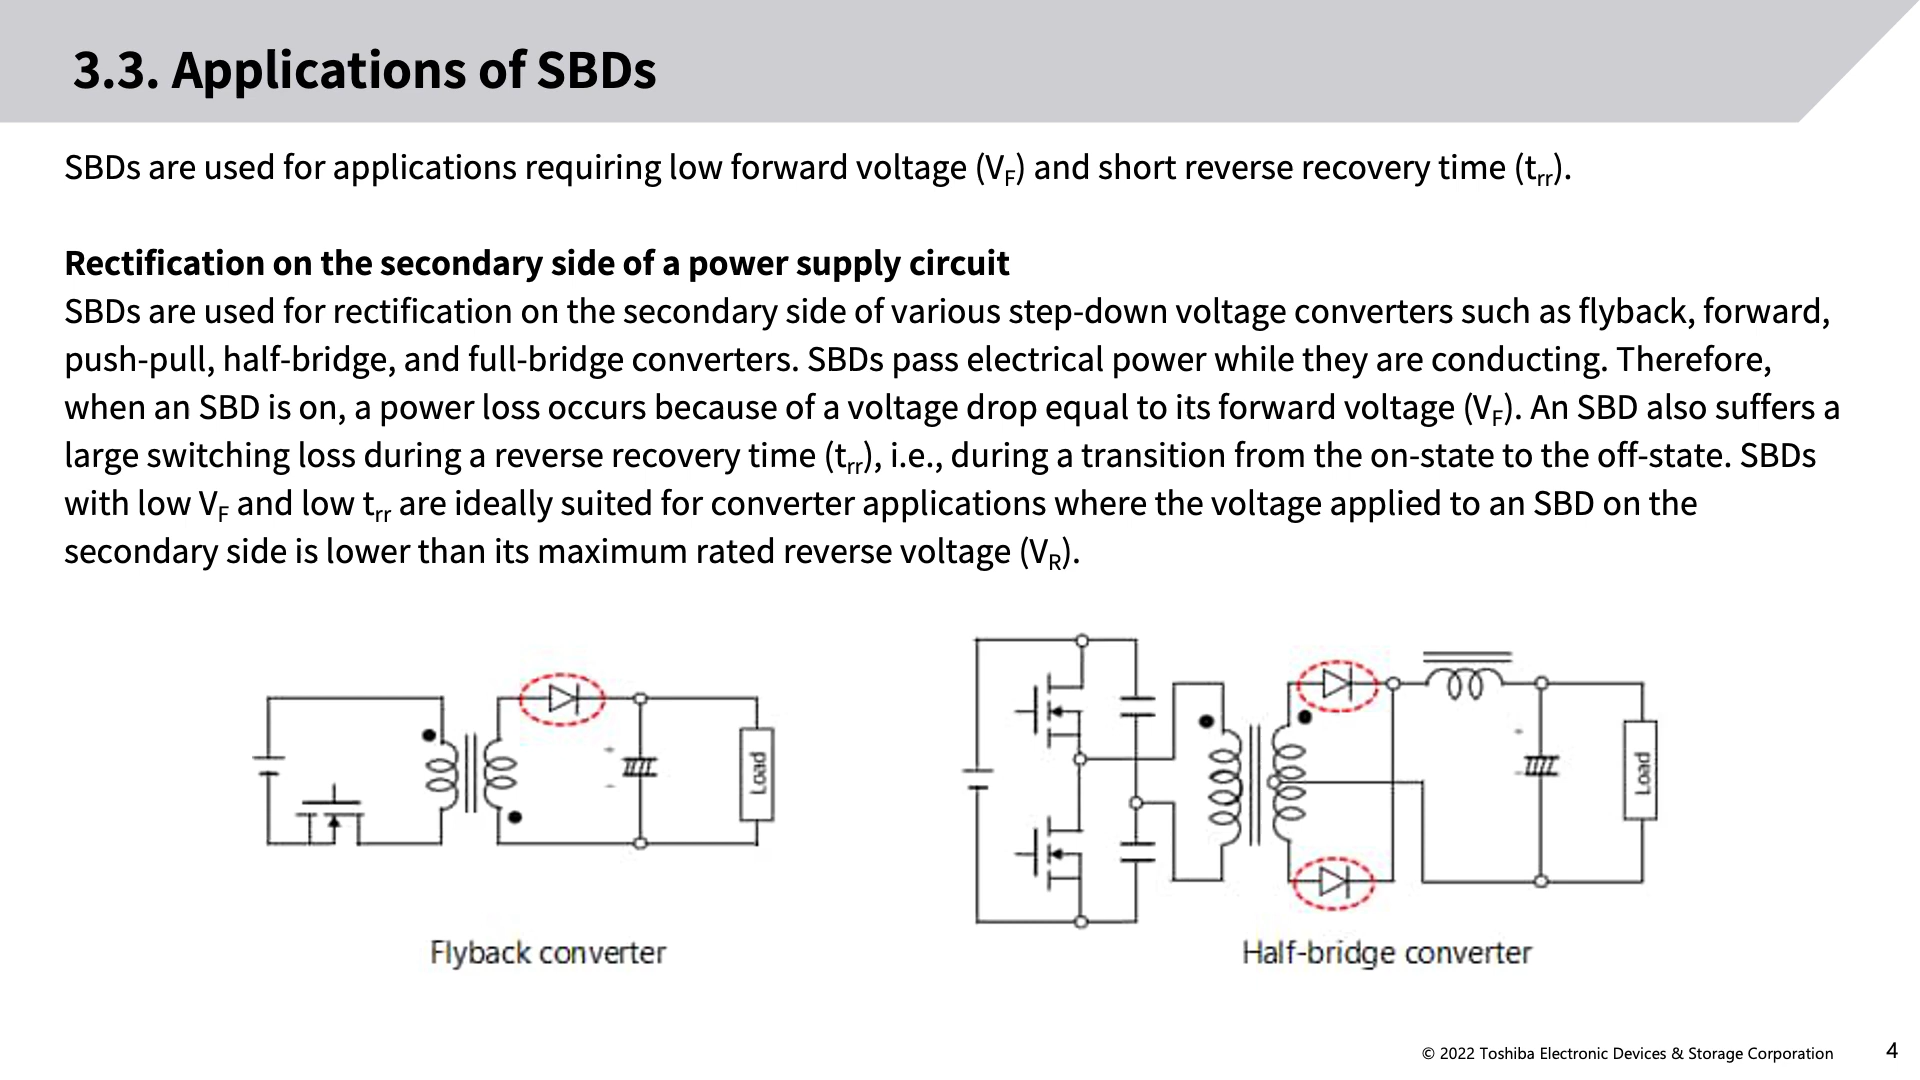 3.3. Applications of SBDs
SBDs are used for applications requiring low forward voltage (VF) and short reverse recovery time (trr).
Rectification on the secondary side of a power supply circuit
SBDs are used for rectification on the secondary side of various step-down voltage converters such as flyback, forward,
push-pull, half-bridge, and full-bridge converters. SBDs pass electrical power while they are conducting. Therefore,
when an SBD is on, a power loss occurs because of a voltage drop equal to its forward voltage (VF). An SBD also suffers a
large switching loss during a reverse recovery time (trr), i.e., during a transition from the on-state to the off-state. SBDs
with low VF and low trr are ideally suited for converter applications where the voltage applied to an SBD on the
secondary side is lower than its maximum rated reverse voltage (VR).
Load
Load
Flyback converter
Half-bridge converter
© 2022 Toshiba Electronic Devices & Storage Corporation
4